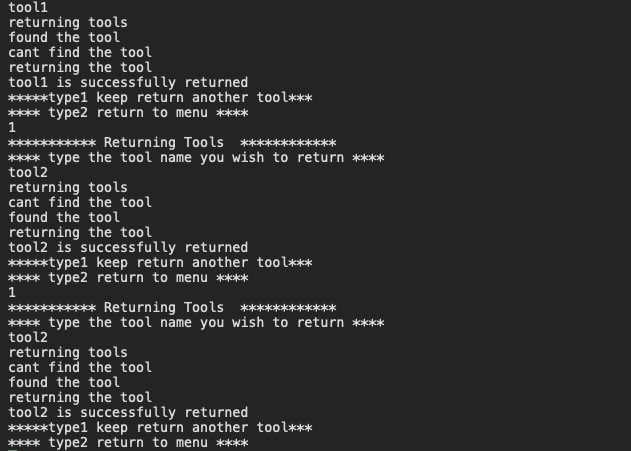 tool1
returning tools
found the tool
cant find the tool
returning the tool
tool1 is successfully returned
*****type1 keep return another tool***
**** type2 return to menu ****
1
*********** Returning Tools  ************
**** type the tool name you wish to return ****
tool2
returning tools
cant find the tool
found the tool
returning the tool
tool2 is successfully returned
*****type1 keep return another tool***
**** type2 return to menu ****
1
*********** Returning Tools  ************
**** type the tool name you wish to return ****
tool2
returning tools
cant find the tool
found the tool
returning the tool
tool2 is successfully returned
*****type1 keep return another tool***
**** type2 return to menu ****